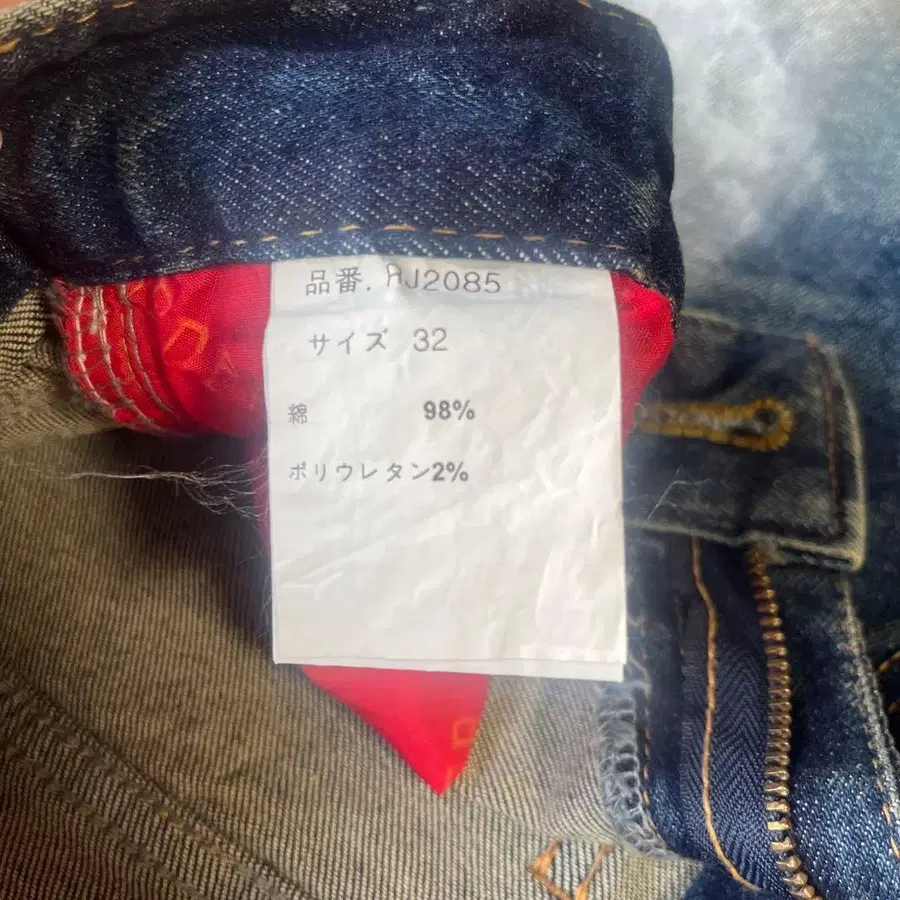 品番. RJ2085
サイズ 32
綿 98%
ポリウレタン2%